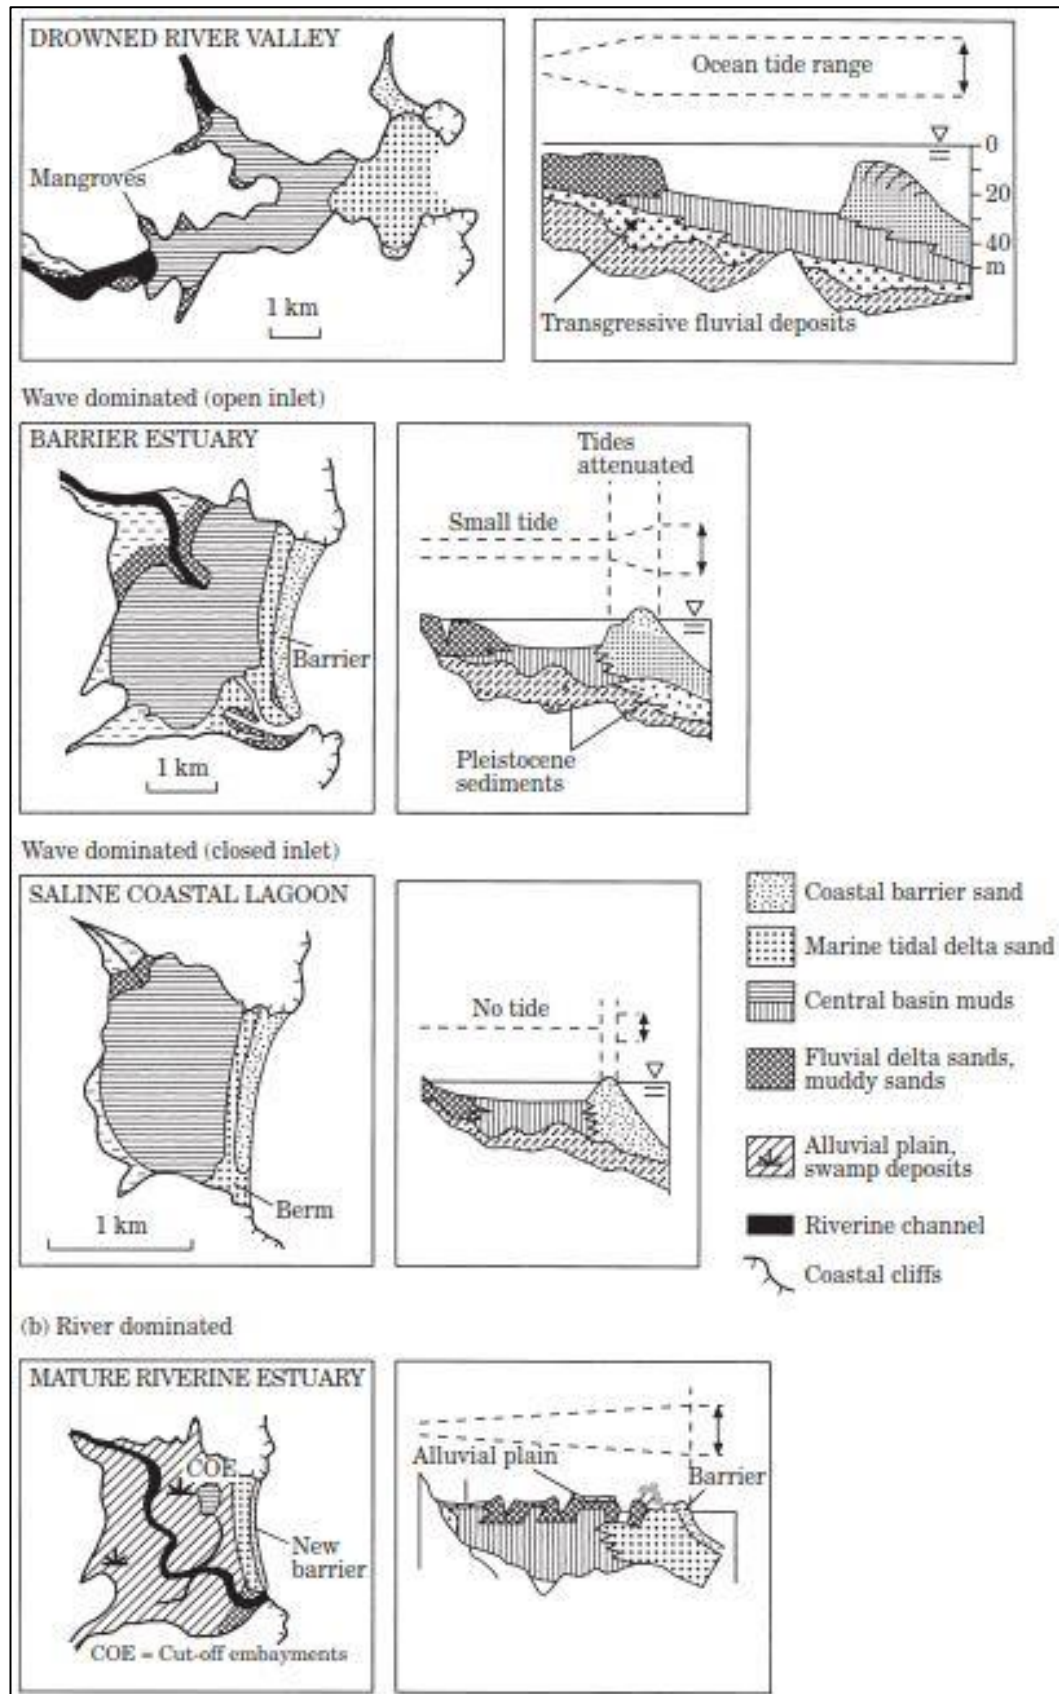 DROWNED RIVER VALLEY
Mangroves
1 km
Ocean tide range
0
20
40
m
Transgressive fluvial deposits
Wave dominated (open inlet)
BARRIER ESTUARY
Barrier
1 km
Tides
attenuated
Small tide
Pleistocene
sediments
Wave dominated (closed inlet)
SALINE COASTAL LAGOON
Berm
1 km
No tide
Coastal barrier sand
Marine tidal delta sand
Central basin muds
Fluvial delta sands,
muddy sands
Alluvial plain,
swamp deposits
Riverine channel
Coastal cliffs
(b) River dominated
MATURE RIVERINE ESTUARY
COE
New
barrier
COE = Cut-off embayments
Alluvial plain
Barrier